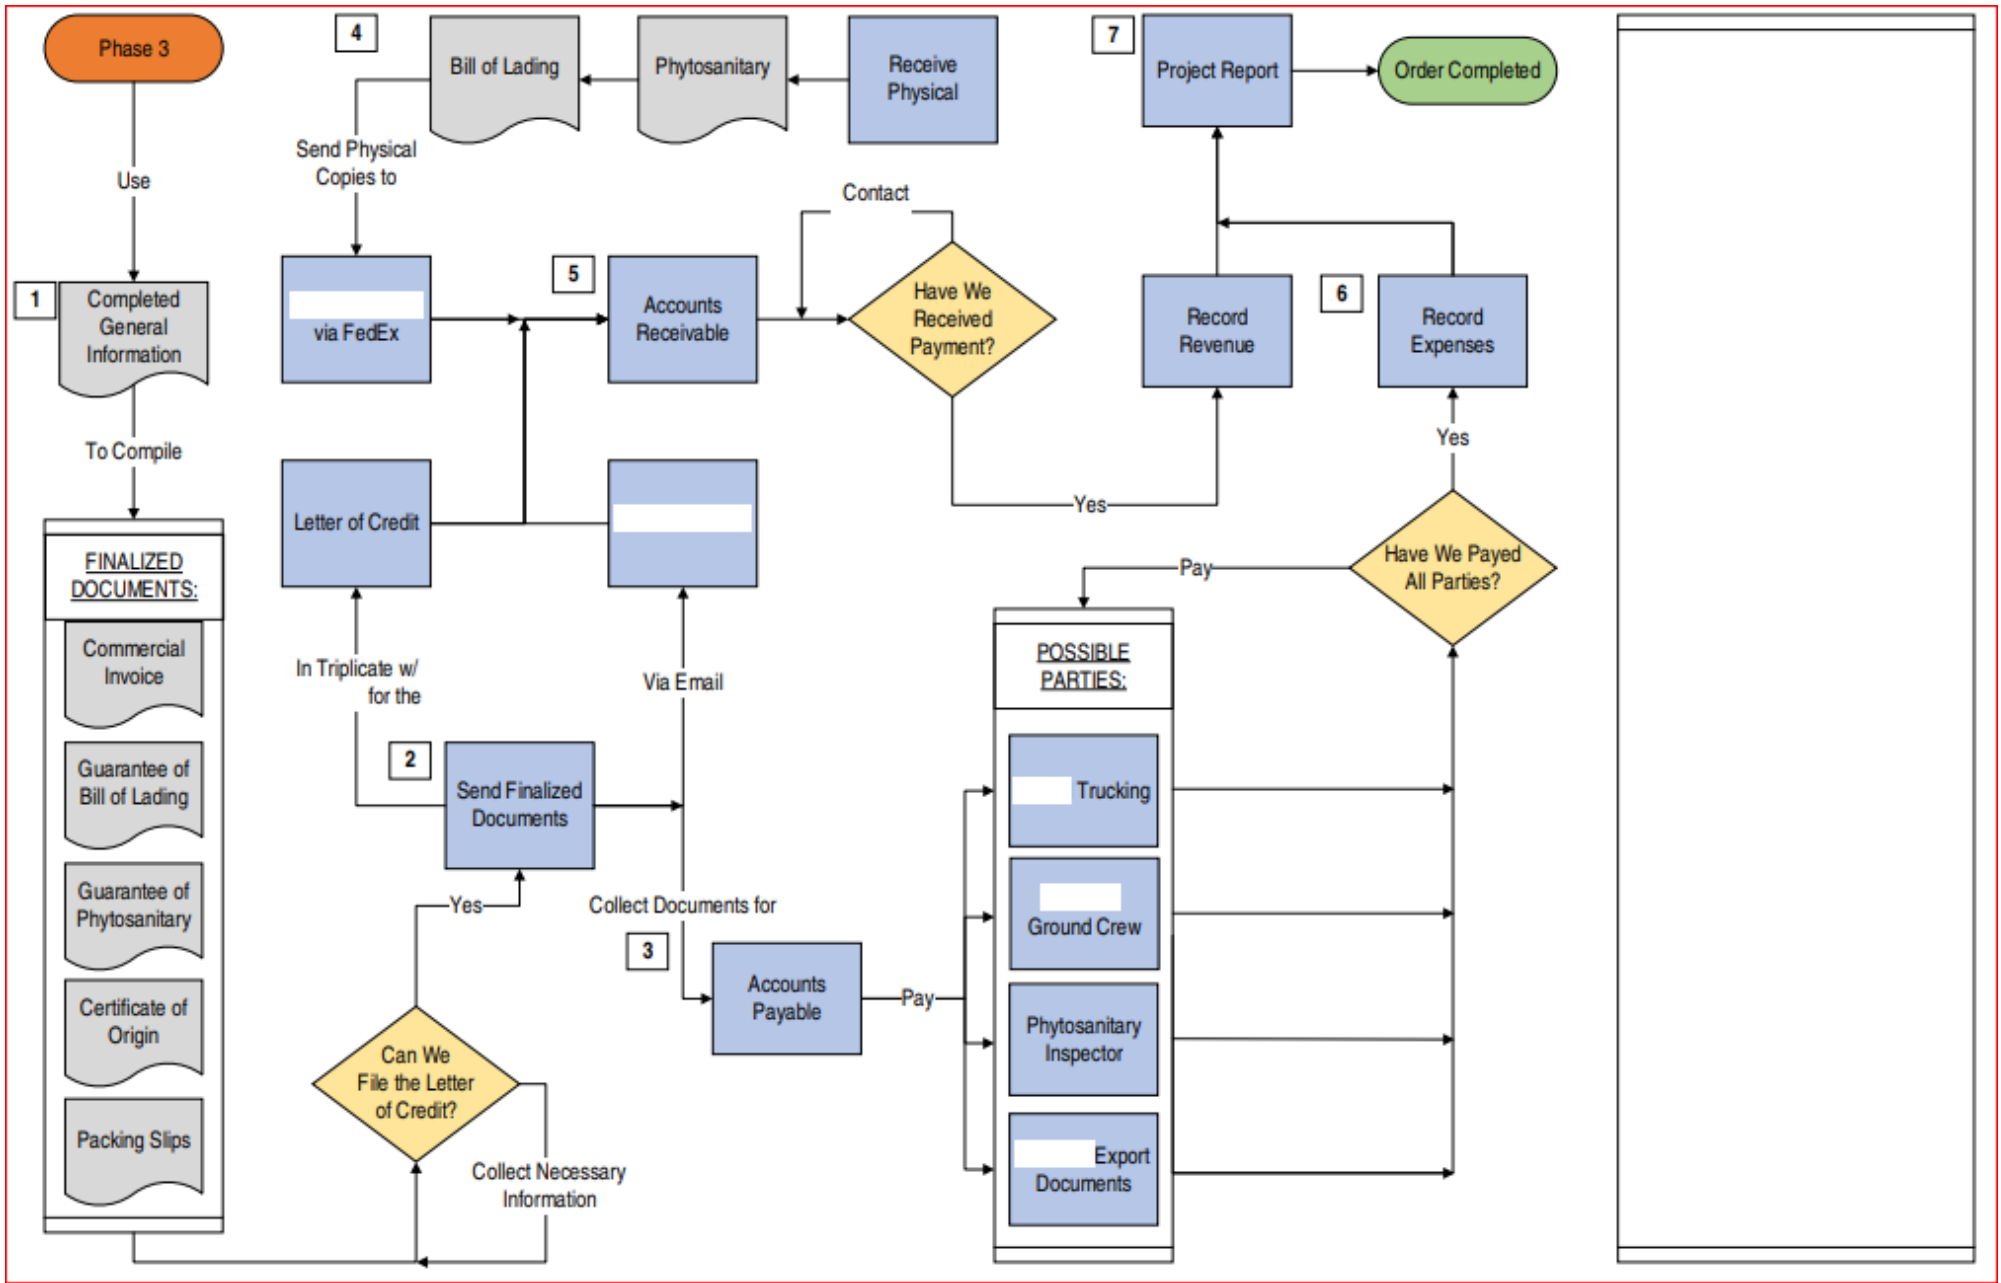 Phase 3
Use
1
Completed
General
Information
To Compile
FINALIZED
DOCUMENTS:
Commercial
Invoice
Guarantee of
Bill of Lading
Guarantee of
Phytosanitary
Certificate of
Origin
Packing Slips
4
Bill of Lading
Phytosanitary
Receive
Physical
Send Physical
Copies to
via FedEx
5
Accounts
Receivable
Contact
Have We
Received
Payment?
Yes
Letter of Credit
In Triplicate w/
for the
Via Email
2
Send Finalized
Documents
Yes
Can We
File the Letter
of Credit?
Collect Necessary
Information
Collect Documents for
3
Accounts
Payable
Pay
POSSIBLE
PARTIES:
Trucking
Ground Crew
Phytosanitary
Inspector
Export
Documents
Pay
Have We Payed
All Parties?
Yes
6
Record
Expenses
Record
Revenue
7
Project Report
Order Completed